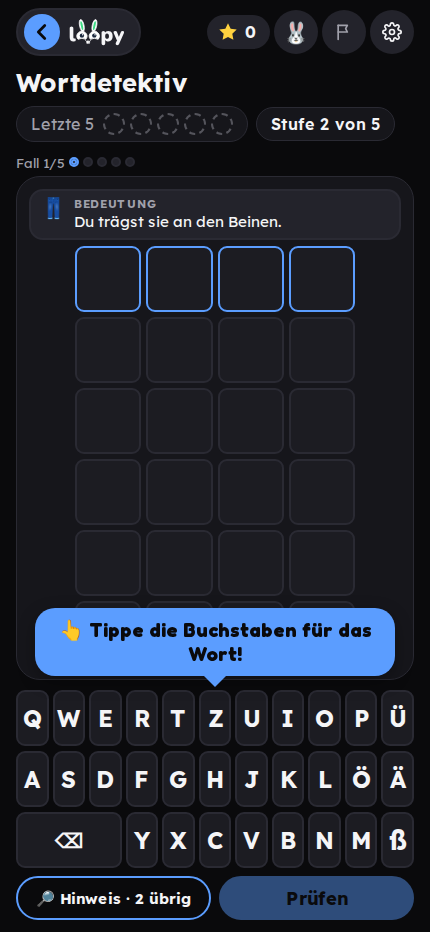 loopy
⭐ 0
Wortdetektiv
Letzte 5
Stufe 2 von 5
Fall 1/5
BEDEUTUNG
Du trägst sie an den Beinen.
👆 Tippe die Buchstaben für das
Wort!
Q W E R T Z U I O P Ü
A S D F G H J K L Ö Ä
⌫ Y X C V B N M ß
🔎 Hinweis · 2 übrig
Prüfen